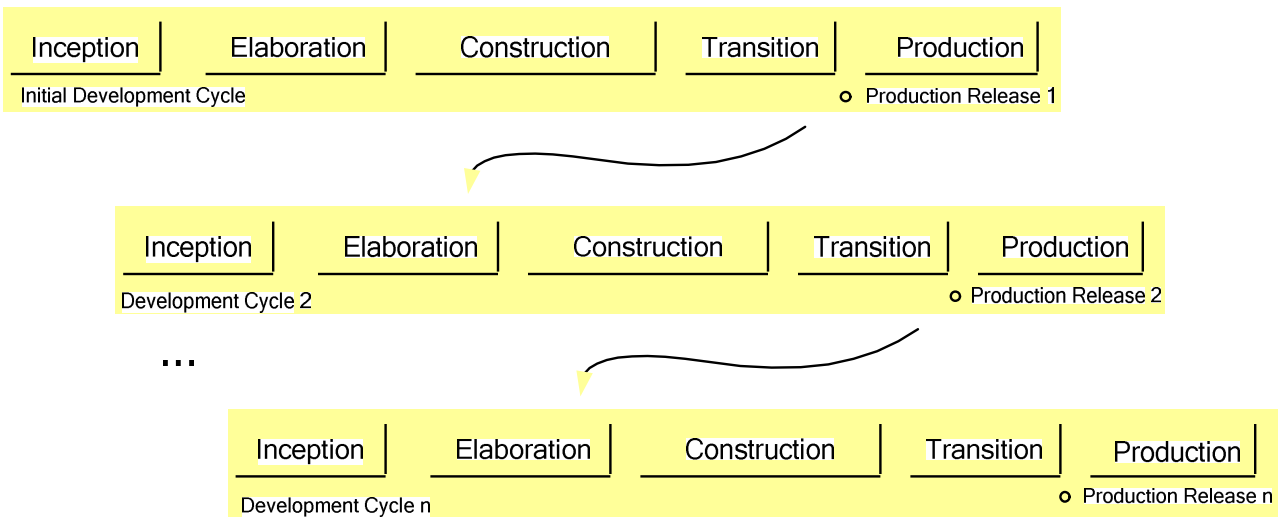 Inception Elaboration Construction Transition Production
Initial Development Cycle Production Release 1
Inception Elaboration Construction Transition Production
Development Cycle 2 Production Release 2
...
Inception Elaboration Construction Transition Production
Development Cycle n Production Release n